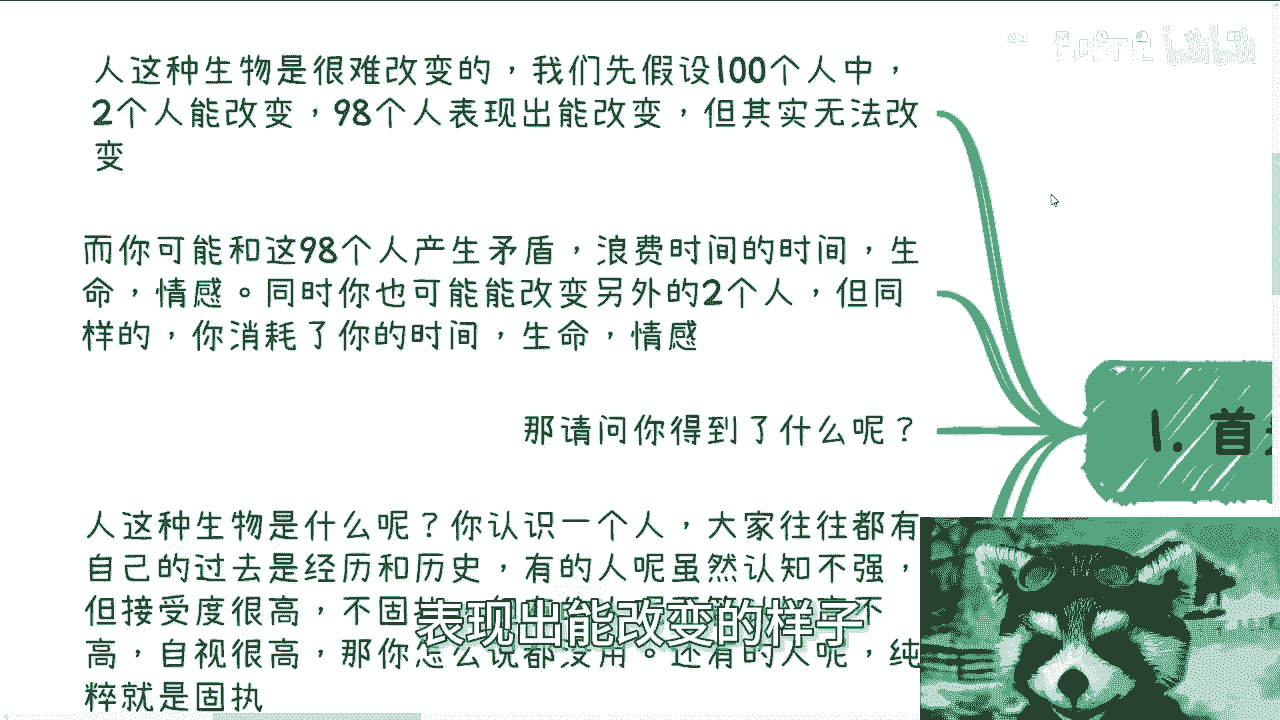 人这种生物是很难改变的，我们先假设100个人中，
2个人能改变，98个人表现出能改变，但其实无法改
变
而你可能和这98个人产生矛盾，浪费时间的时间，生
命，情感。同时你也可能能改变另外的2个人，但同
样的，你消耗了你的时间，生命，情感
那请问你得到了什么呢？
1. 首
人这种生物是什么呢？你认识一个人，大家往往都有
自己的过去是经历和历史，有的人呢虽然认知不强，
但接受度很高，不固
不
高，自视很高，那你怎么说都没用。还有的人呢，纯
粹就是固执
表现出能改变的样子